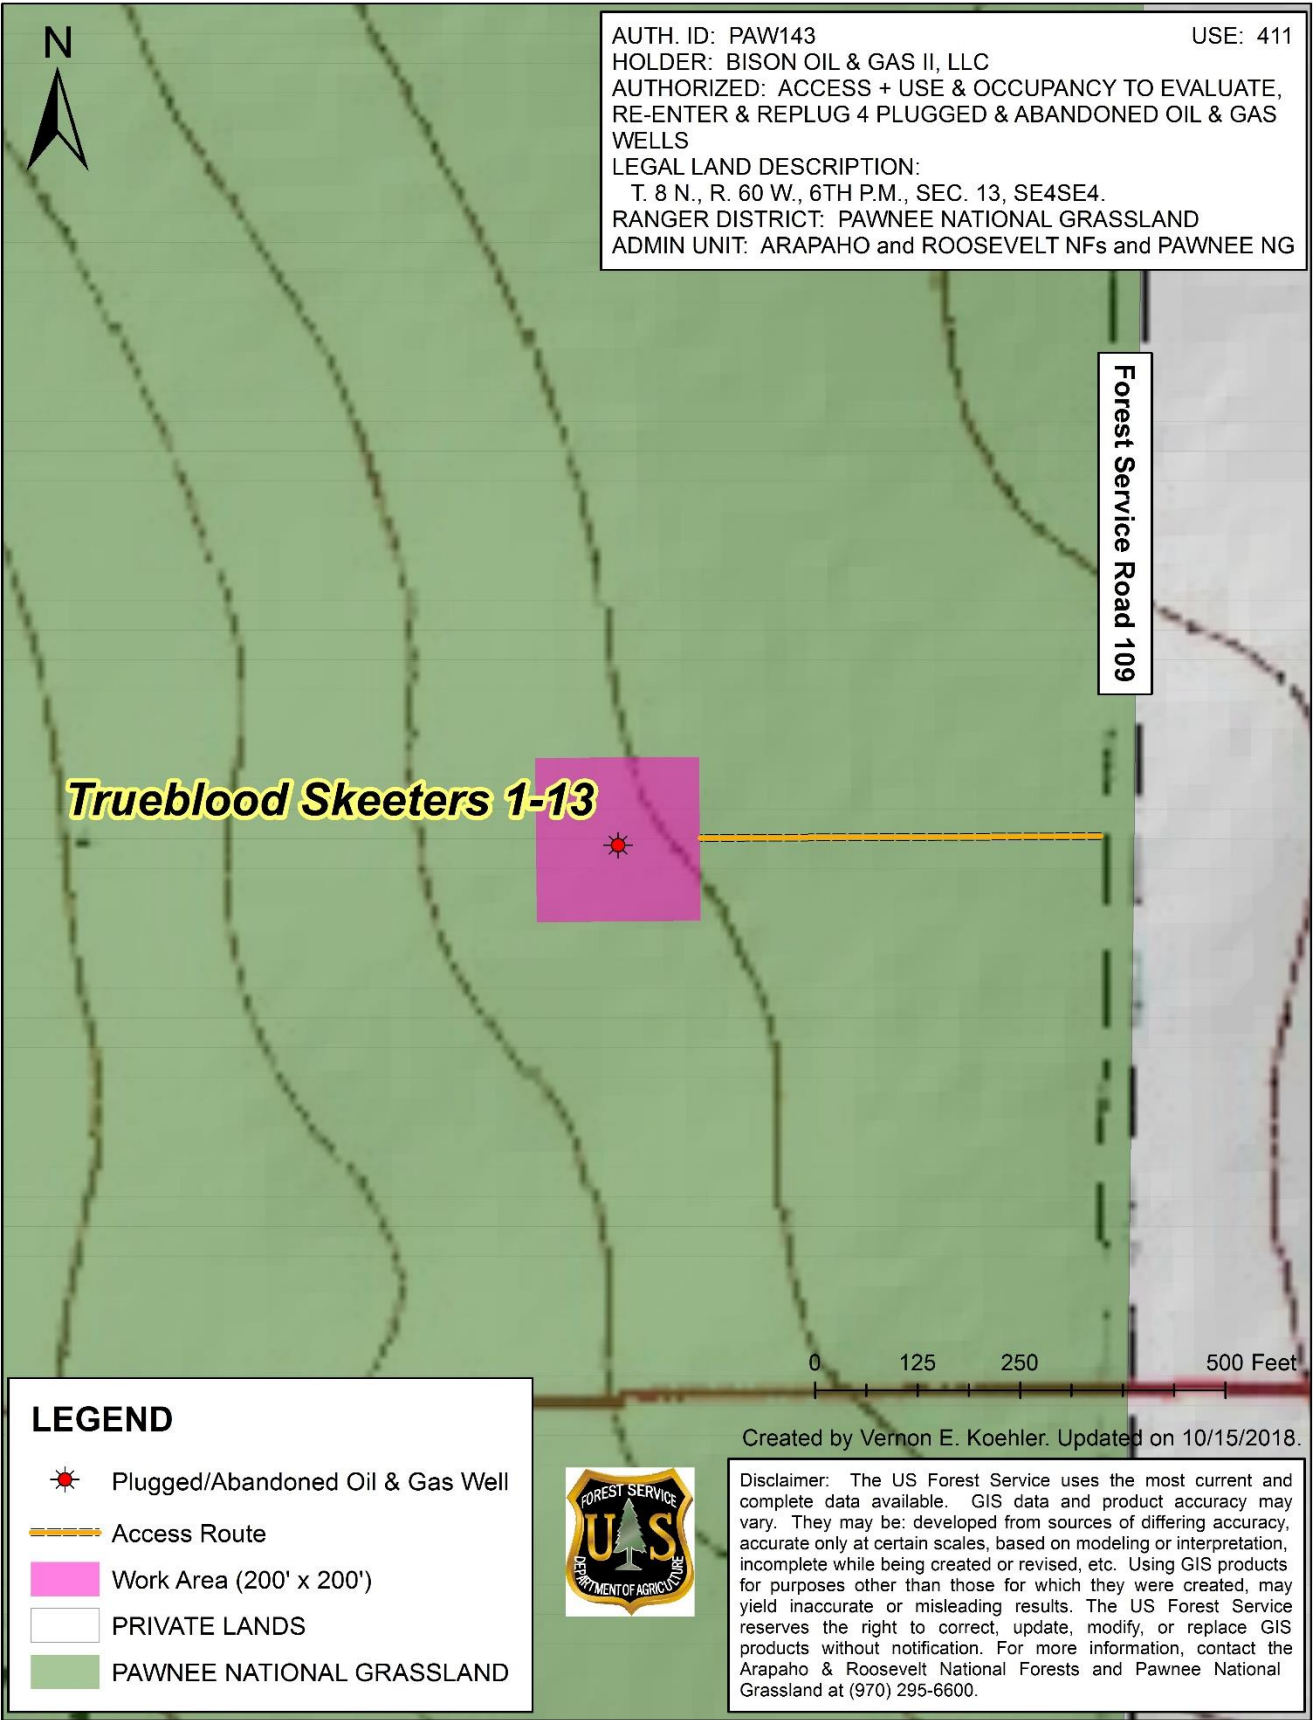 N
AUTH. ID: PAW143 USE: 411
HOLDER: BISON OIL & GAS II, LLC
AUTHORIZED: ACCESS + USE & OCCUPANCY TO EVALUATE,
RE-ENTER & REPLUG 4 PLUGGED & ABANDONED OIL & GAS
WELLS
LEGAL LAND DESCRIPTION:
T. 8 N., R. 60 W., 6TH P.M., SEC. 13, SE4SE4.
RANGER DISTRICT: PAWNEE NATIONAL GRASSLAND
ADMIN UNIT: ARAPAHO and ROOSEVELT NFs and PAWNEE NG
Forest Service Road 109
Trueblood Skeeters 1-13
0 125 250 500 Feet
Created by Vernon E. Koehler. Updated on 10/15/2018.
LEGEND
Plugged/Abandoned Oil & Gas Well
Access Route
Work Area (200' x 200')
PRIVATE LANDS
PAWNEE NATIONAL GRASSLAND
FOREST SERVICE
U S
DEPARTMENT OF AGRICULTURE
Disclaimer: The US Forest Service uses the most current and
complete data available. GIS data and product accuracy may
vary. They may be: developed from sources of differing accuracy,
accurate only at certain scales, based on modeling or interpretation,
incomplete while being created or revised, etc. Using GIS products
for purposes other than those for which they were created, may
yield inaccurate or misleading results. The US Forest Service
reserves the right to correct, update, modify, or replace GIS
products without notification. For more information, contact the
Arapaho & Roosevelt National Forests and Pawnee National
Grassland at (970) 295-6600.